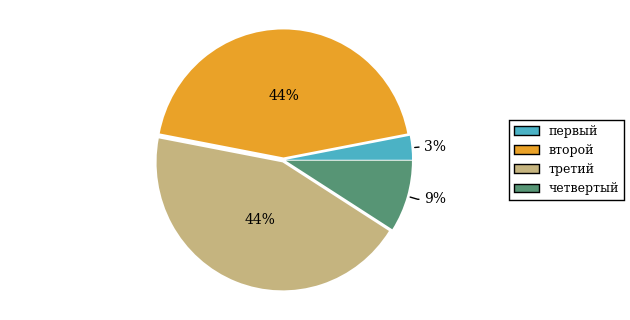 44%
3%
9%
44%
первый
второй
третий
четвертый